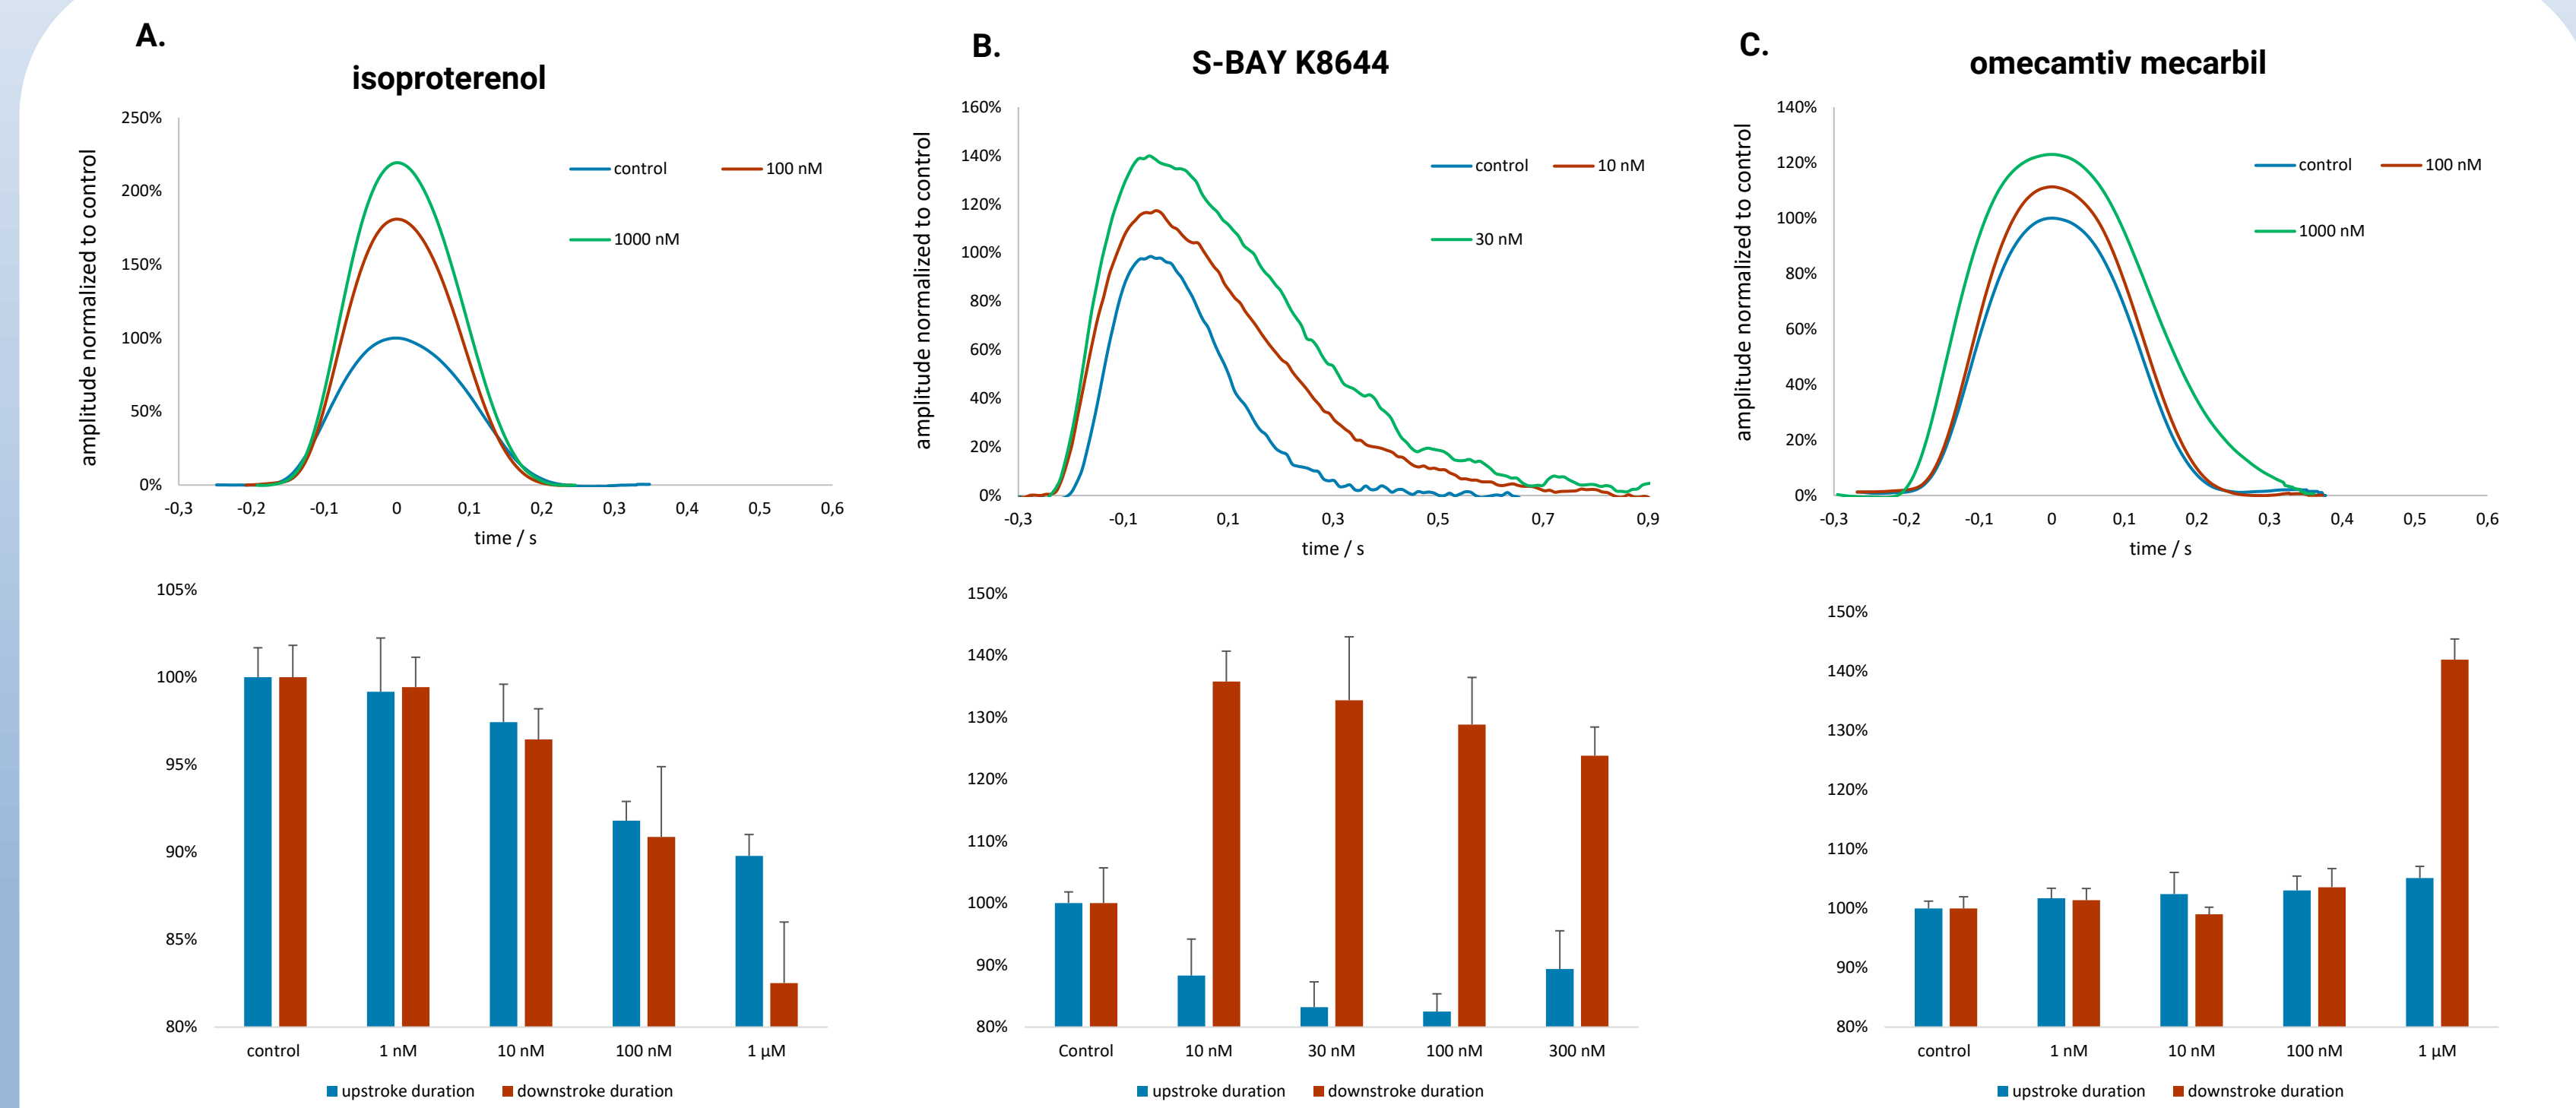 A.
isoproterenol
250%
200%
150%
100%
50%
0%
amplitude normalized to control
control
100 nM
1000 nM
-0,3 -0,2 -0,1 0 0,1 0,2 0,3 0,4 0,5 0,6
time / s
105%
100%
95%
90%
85%
80%
control 1 nM 10 nM 100 nM 1 µM
upstroke duration downstroke duration
B.
S-BAY K8644
160%
140%
120%
100%
80%
60%
40%
20%
0%
amplitude normalized to control
control
10 nM
30 nM
-0,3 -0,1 0,1 0,3 0,5 0,7 0,9
time / s
150%
140%
130%
120%
110%
100%
90%
80%
Control 10 nM 30 nM 100 nM 300 nM
upstroke duration downstroke duration
C.
omecamtiv mecarbil
140%
120%
100%
80%
60%
40%
20%
0%
amplitude normalized to control
control
100 nM
1000 nM
-0,3 -0,2 -0,1 0 0,1 0,2 0,3 0,4 0,5 0,6
time / s
150%
140%
130%
120%
110%
100%
90%
80%
control 1 nM 10 nM 100 nM 1 µM
upstroke duration downstroke duration